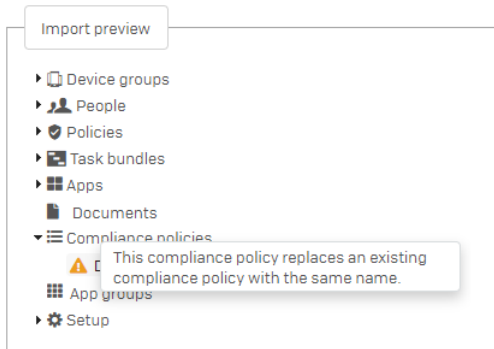 Import preview
Device groups
People
Policies
Task bundles
Apps
Documents
Compliance policies
This compliance policy replaces an existing
compliance policy with the same name.
App groups
Setup